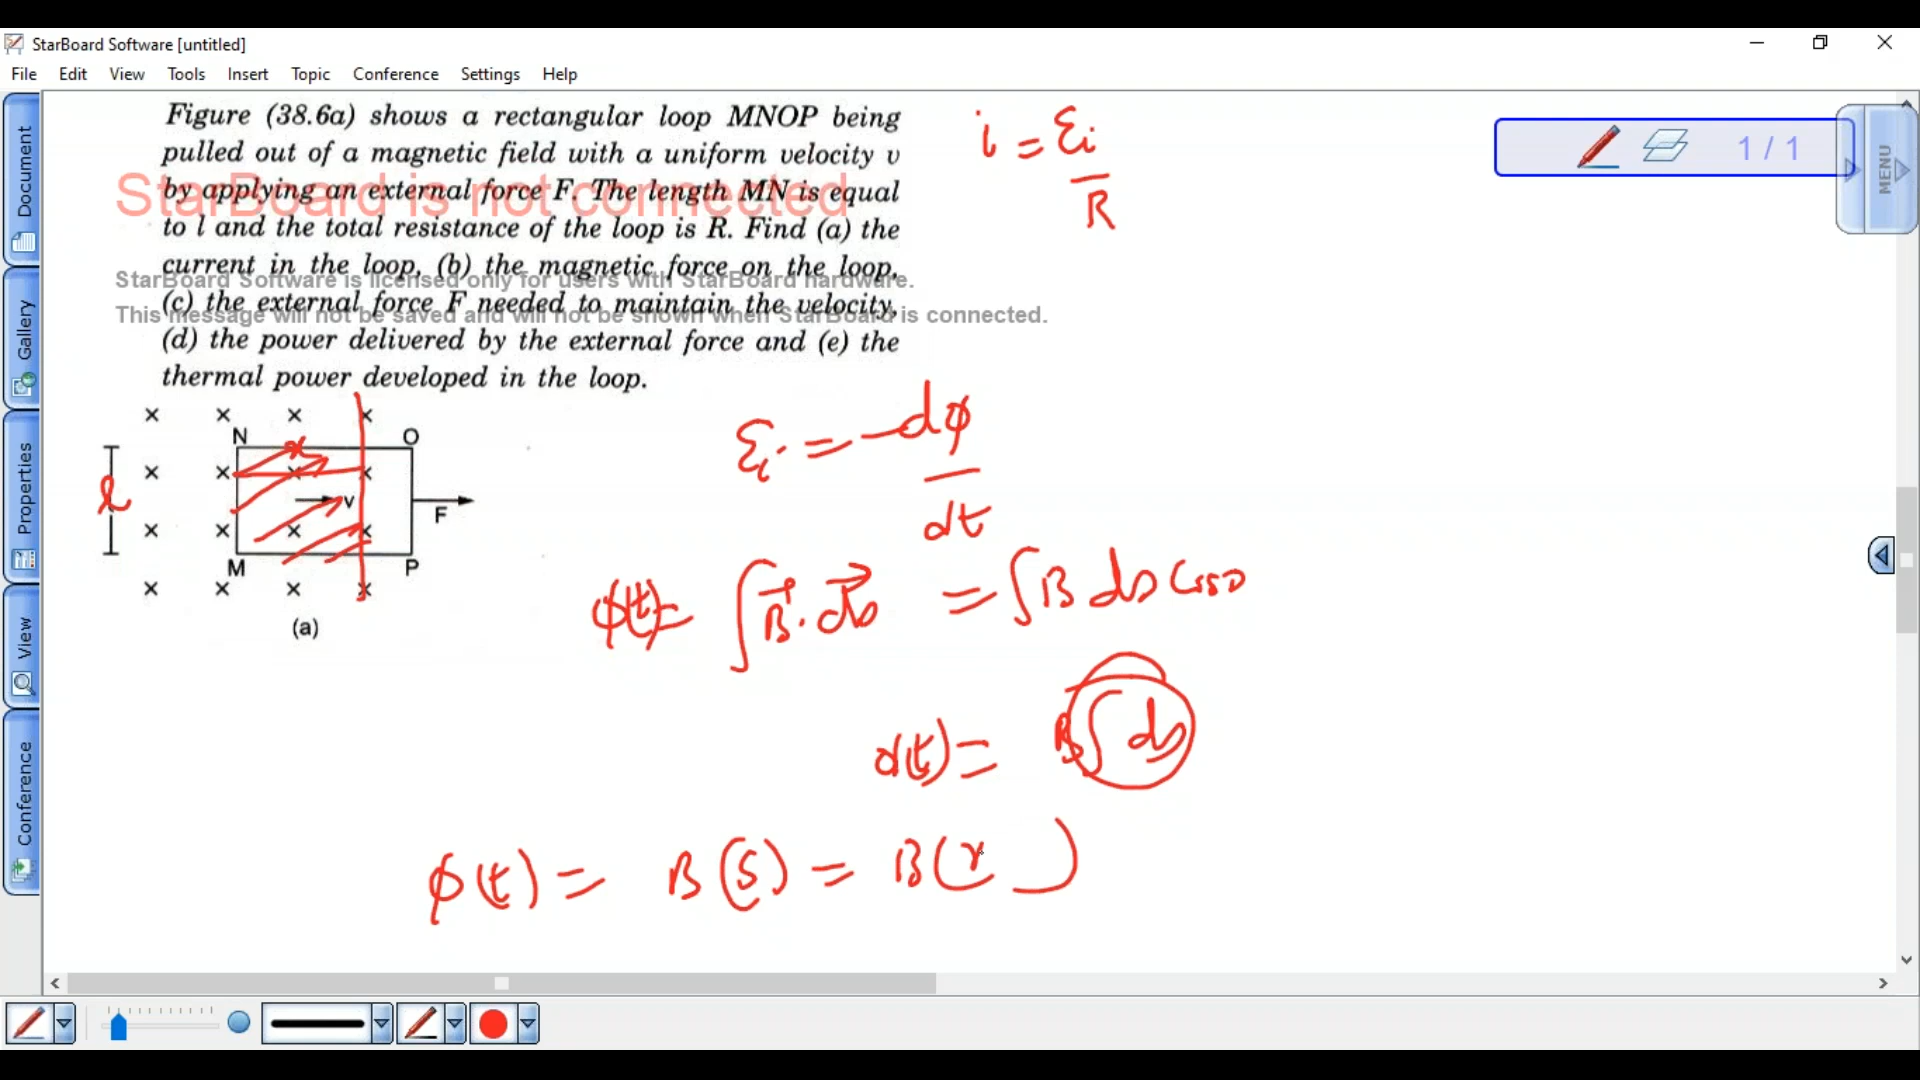 StarBoard Software [untitled]
File Edit View Tools Insert Topic Conference Settings Help
Document
Gallery
Properties
View
Conference
Figure (38.6a) shows a rectangular loop MNOP being
pulled out of a magnetic field with a uniform velocity v
by applying an external force F. The length MN is equal
to l and the total resistance of the loop is R. Find (a) the
current in the loop, (b) the magnetic force on the loop,
(c) the external force F needed to maintain the velocity,
(d) the power delivered by the external force and (e) the
thermal power developed in the loop.
StarBoard is not connected
StarBoard Software is licensed only for users with StarBoard hardware.
This message will not be saved and will not be shown when StarBoard is connected.
i = εi
R
1 / 1
MENU
N O
x
l
v
F
M P
(a)
εi = -dϕ
dt
ϕ(t) = ∫B⃗.ds⃗ = ∫B ds cos0
ϕ(t) = B∫ds
ϕ(t) = B(S) = B(x )